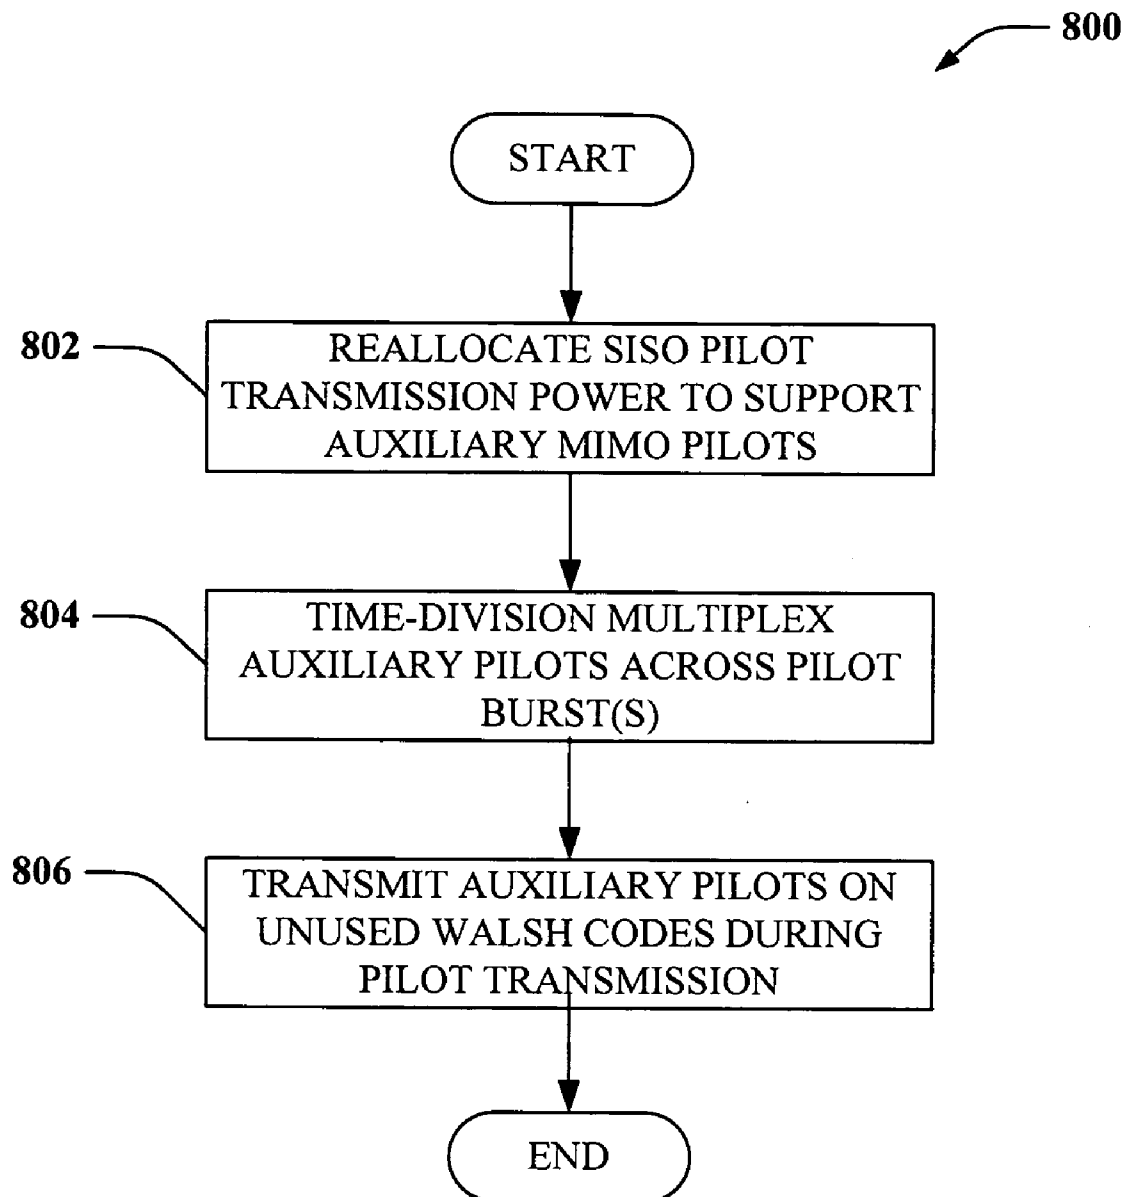 800
START
802
REALLOCATE SISO PILOT
TRANSMISSION POWER TO SUPPORT
AUXILIARY MIMO PILOTS
804
TIME-DIVISION MULTIPLEX
AUXILIARY PILOTS ACROSS PILOT
BURST(S)
806
TRANSMIT AUXILIARY PILOTS ON
UNUSED WALSH CODES DURING
PILOT TRANSMISSION
END